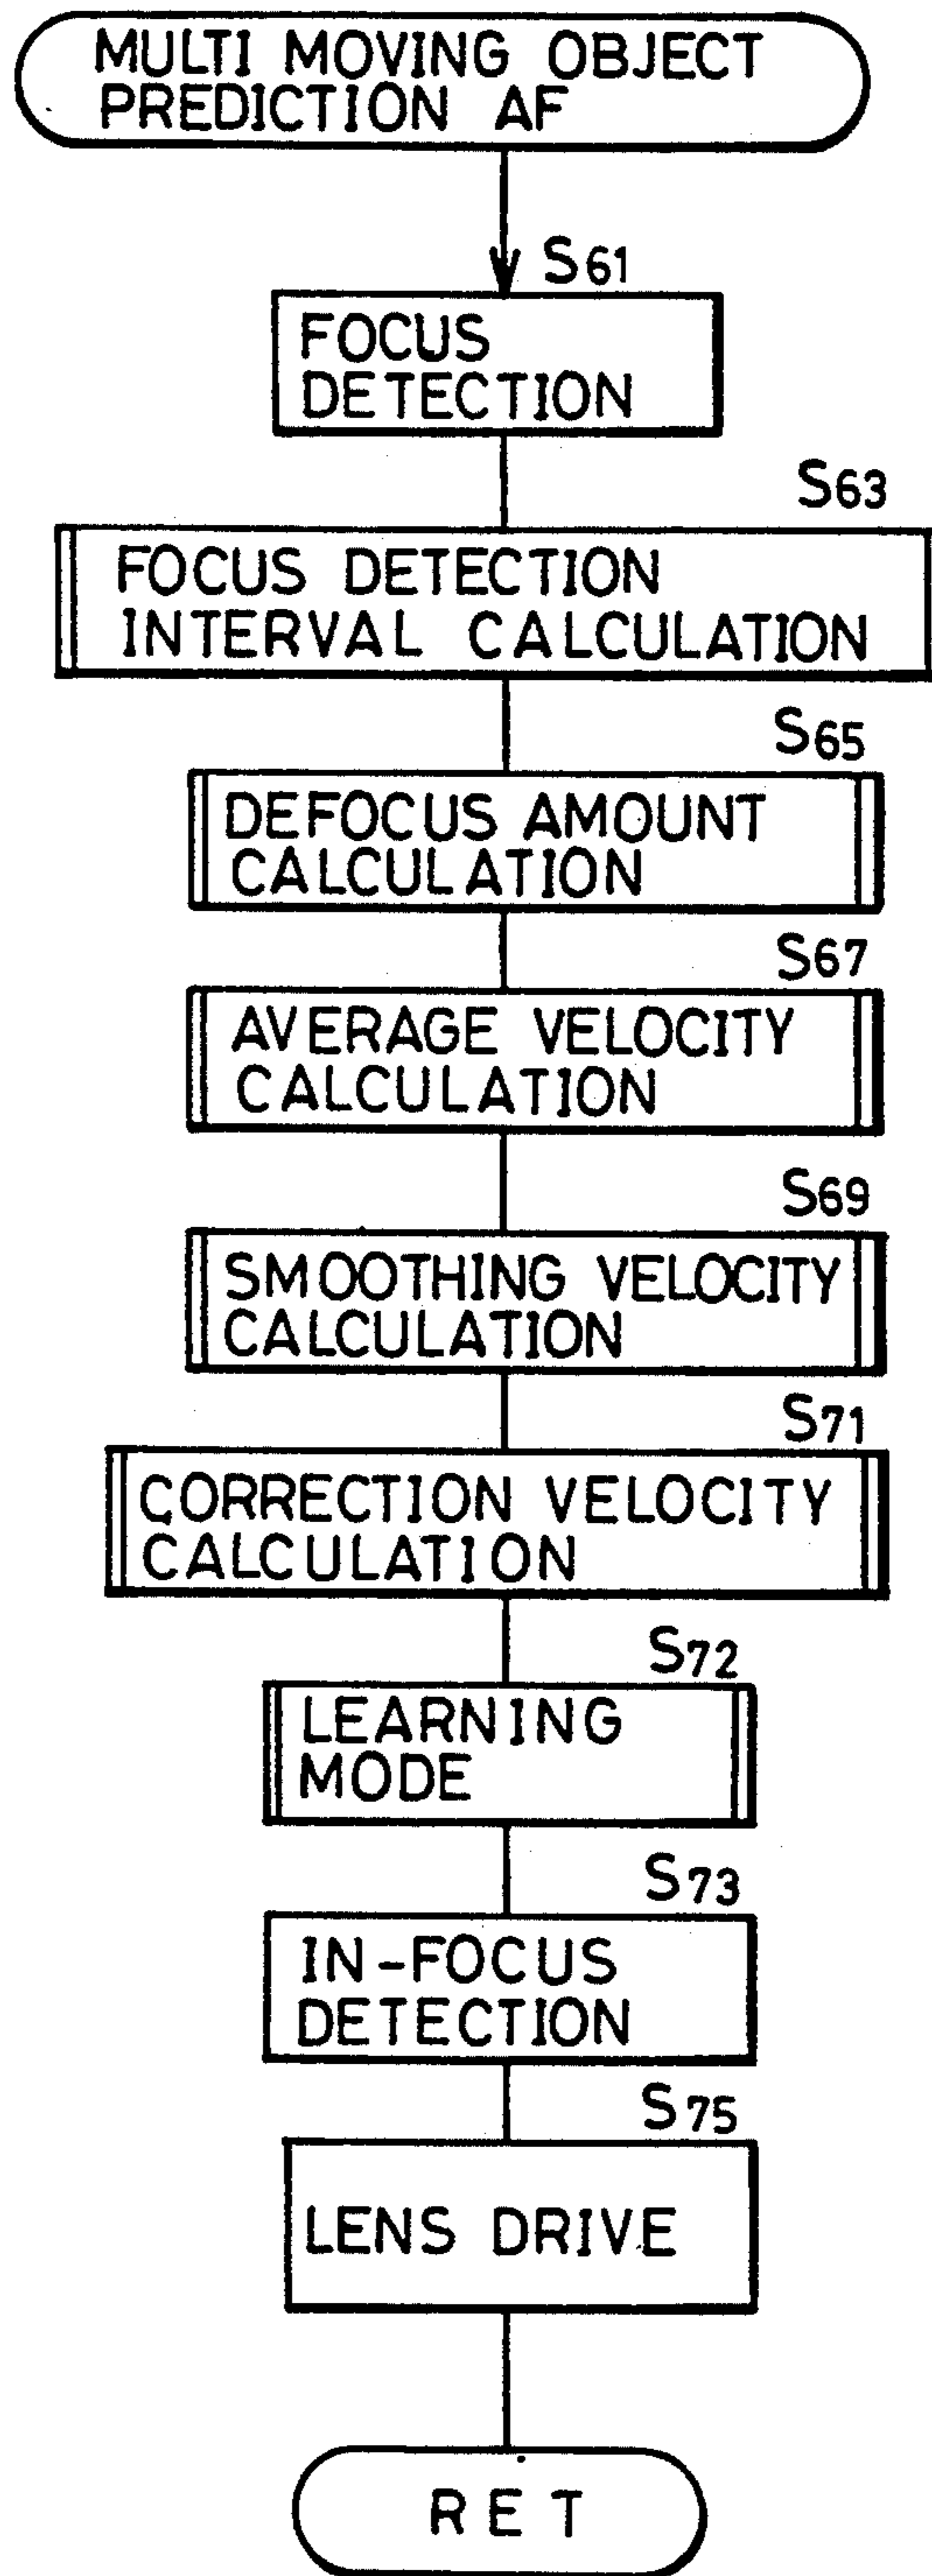 MULTI MOVING OBJECT
PREDICTION AF
S61
FOCUS
DETECTION
S63
FOCUS DETECTION
INTERVAL CALCULATION
S65
DEFOCUS AMOUNT
CALCULATION
S67
AVERAGE VELOCITY
CALCULATION
S69
SMOOTHING VELOCITY
CALCULATION
S71
CORRECTION VELOCITY
CALCULATION
S72
LEARNING
MODE
S73
IN-FOCUS
DETECTION
S75
LENS DRIVE
RET